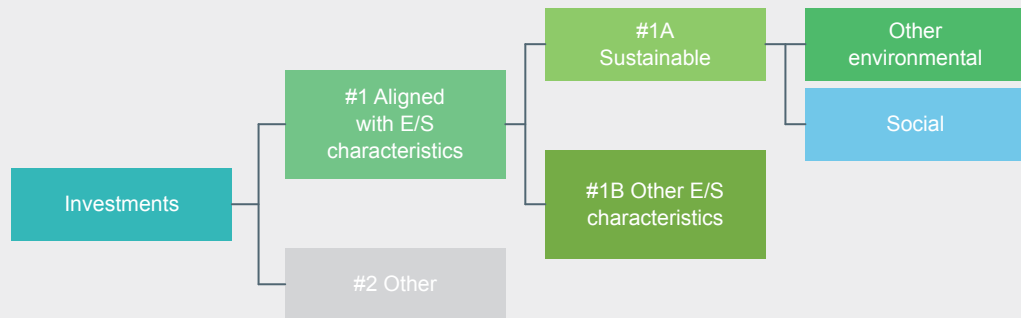 Investments
#1 Aligned
with E/S
characteristics
#2 Other
#1A
Sustainable
#1B Other E/S
characteristics
Other
environmental
Social